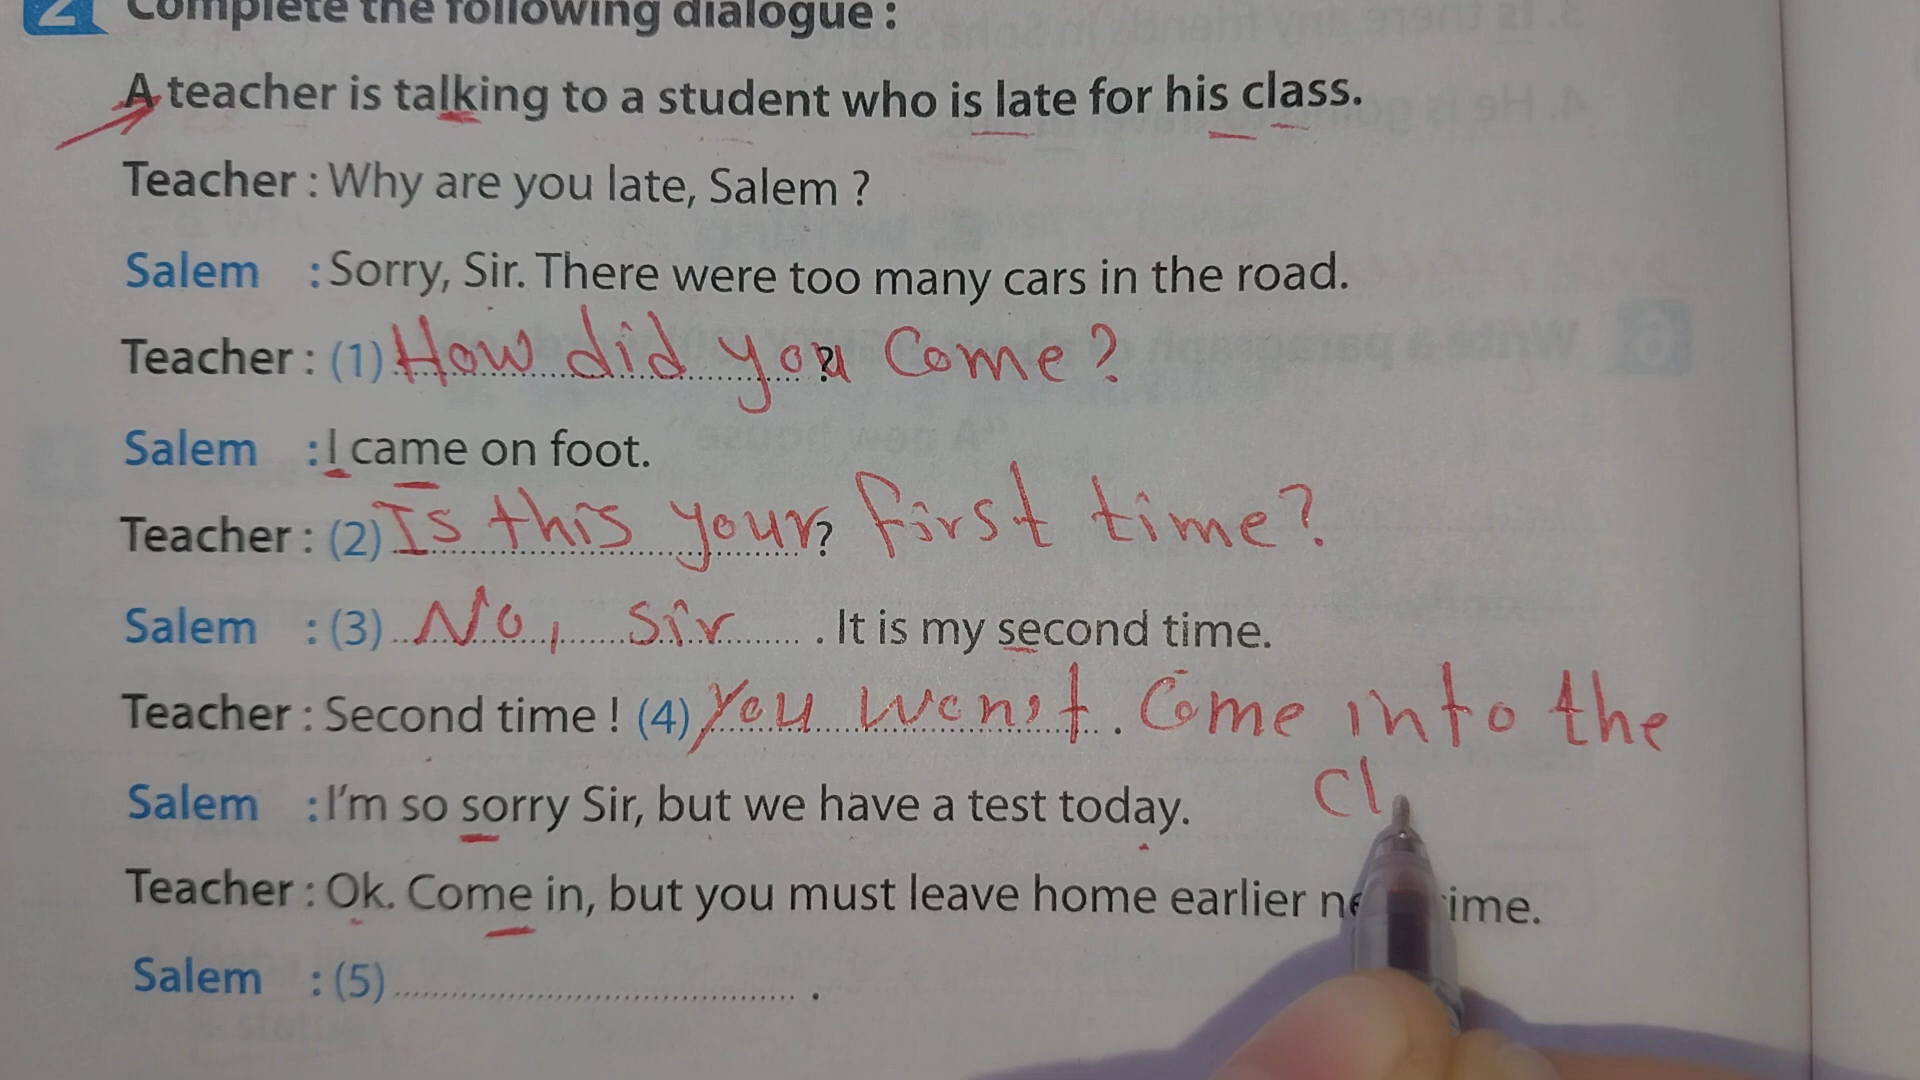 2 Complete the following dialogue :
A teacher is talking to a student who is late for his class.
Teacher : Why are you late, Salem ?
Salem : Sorry, Sir. There were too many cars in the road.
Teacher : (1) How did you come? ?
Salem : I came on foot.
Teacher : (2) Is this your ? first time?
Salem : (3) No, sir . It is my second time.
Teacher : Second time ! (4) You won't . Come into the
cl
Salem : I'm so sorry Sir, but we have a test today.
Teacher : Ok. Come in, but you must leave home earlier ime.
Salem : (5) .